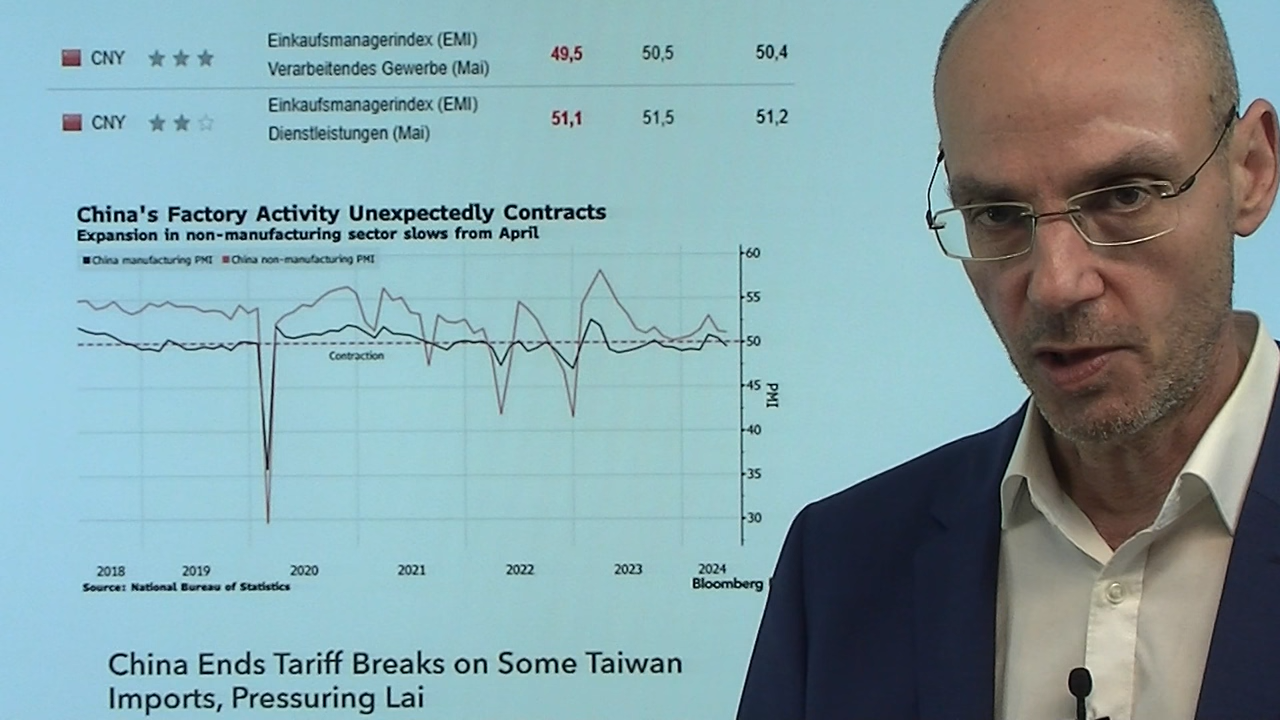 CNY Einkaufsmanagerindex (EMI) 49,5 50,5 50,4
Verarbeitendes Gewerbe (Mai)
CNY Einkaufsmanagerindex (EMI) 51,1 51,5 51,2
Dienstleistungen (Mai)
China's Factory Activity Unexpectedly Contracts
Expansion in non-manufacturing sector slows from April
China manufacturing PMI China non-manufacturing PMI
60
55
50
Contraction
45
PMI
40
35
30
2018 2019 2020 2021 2022 2023 2024
Source: National Bureau of Statistics Bloomberg
China Ends Tariff Breaks on Some Taiwan
Imports, Pressuring Lai